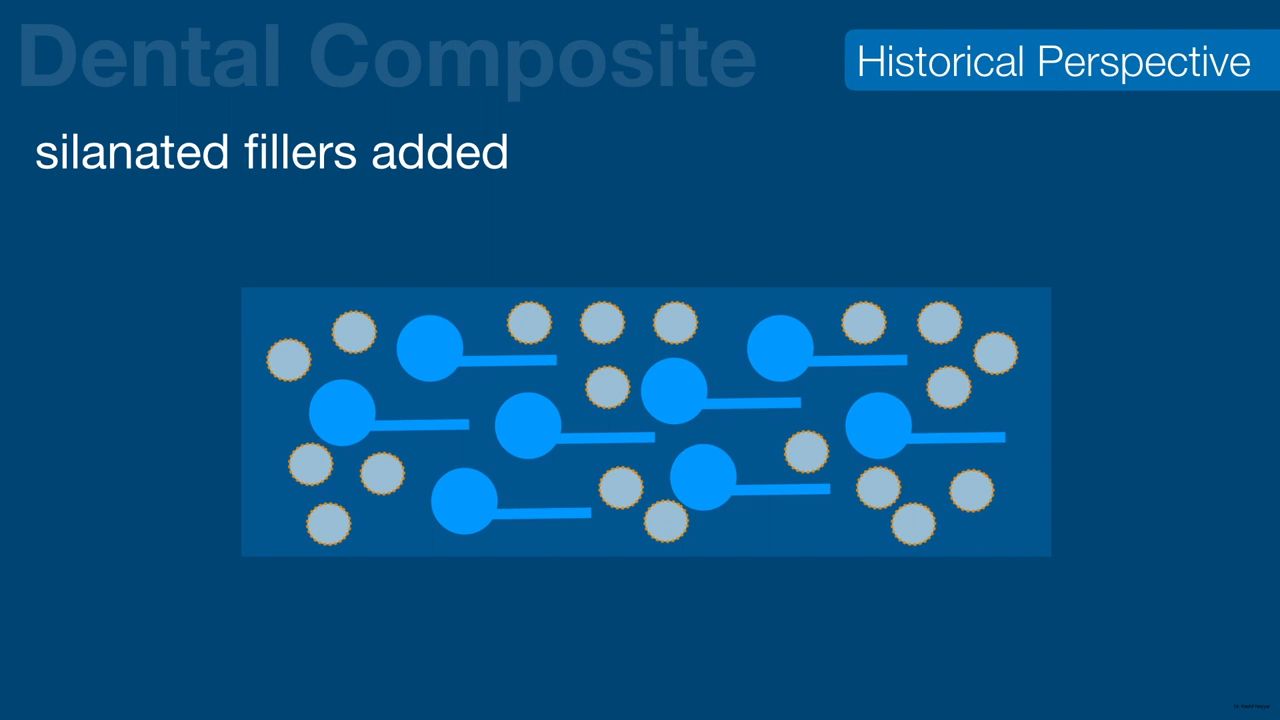 Dental Composite
Historical Perspective
silanated fillers added